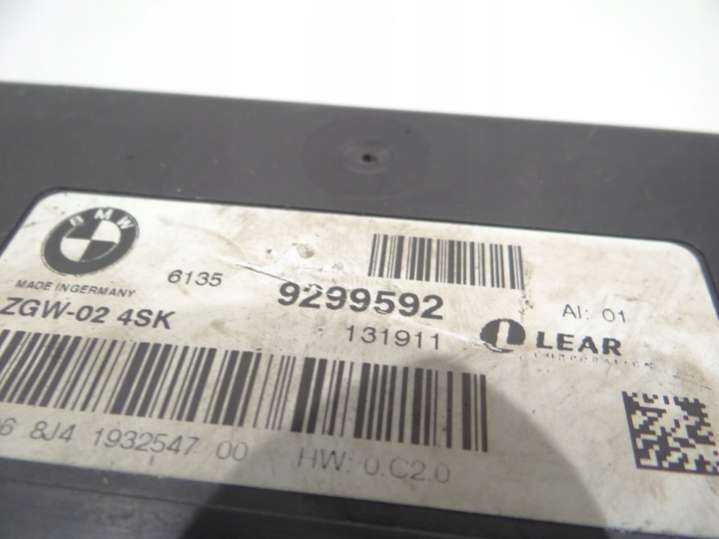 BMW
MADE IN GERMANY
6135 9299592 AI: 01
ZGW-02 4SK 131911 LEAR
CORPORATION
6 8J4 1932547 00 HW: 0.C2.0